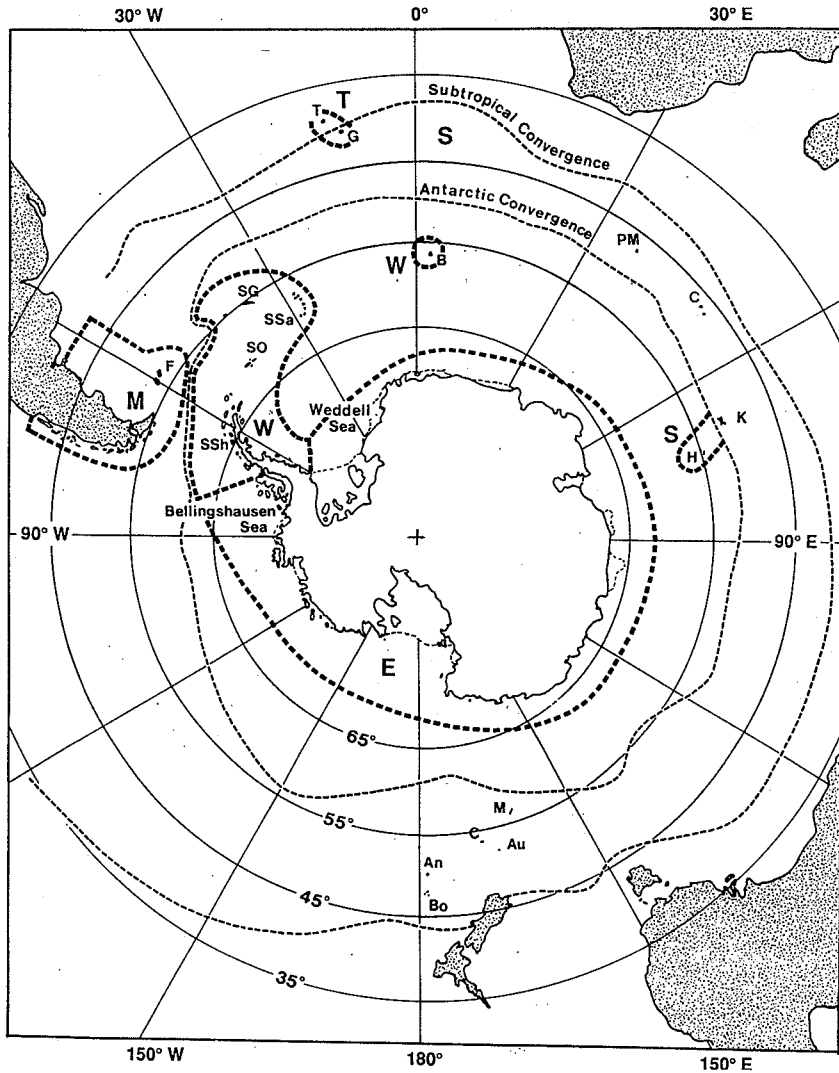 30° W
0°
30° E
T
T
G
Subtropical Convergence
S
Antarctic Convergence
PM
W
B
SG
C
SSa
F
SO
M
W
Weddell
Sea
S
K
H
SSh
Bellingshausen
Sea
90° W
90° E
E
65°
55°
M
C
Au
An
45°
Bo
35°
150° W
180°
150° E